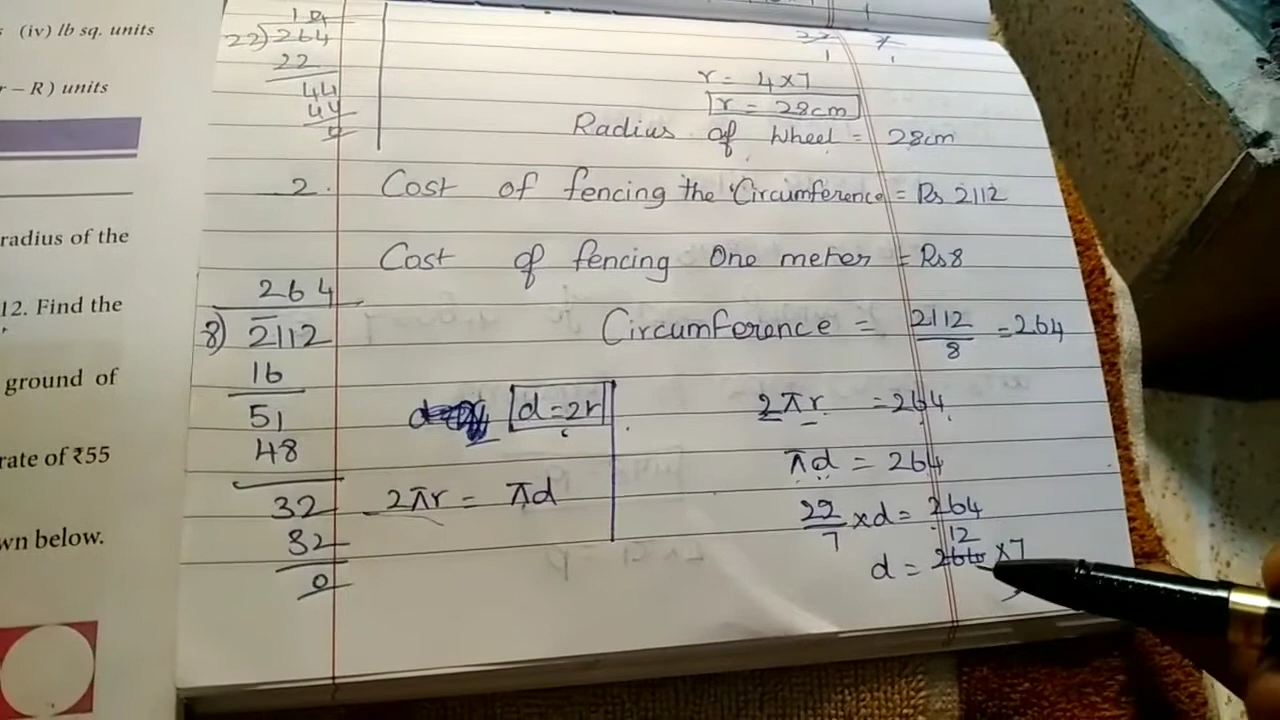 (iv) lb sq. units
– R) units
radius of the
12. Find the
ground of
rate of ₹55
wn below.
22)264
22
44
44
0
r = 4×7
r = 28cm
Radius of Wheel = 28cm
2. Cost of fencing the Circumference = Rs 2112
Cost of fencing One meter = Rs 8
264
8) 2112
16
51
48
32
32
0
Circumference = 2112/8 = 264
d=2r
2πr = πd
2πr = 264
πd = 264
22/7 ×d = 264
12
d = 264 ×7